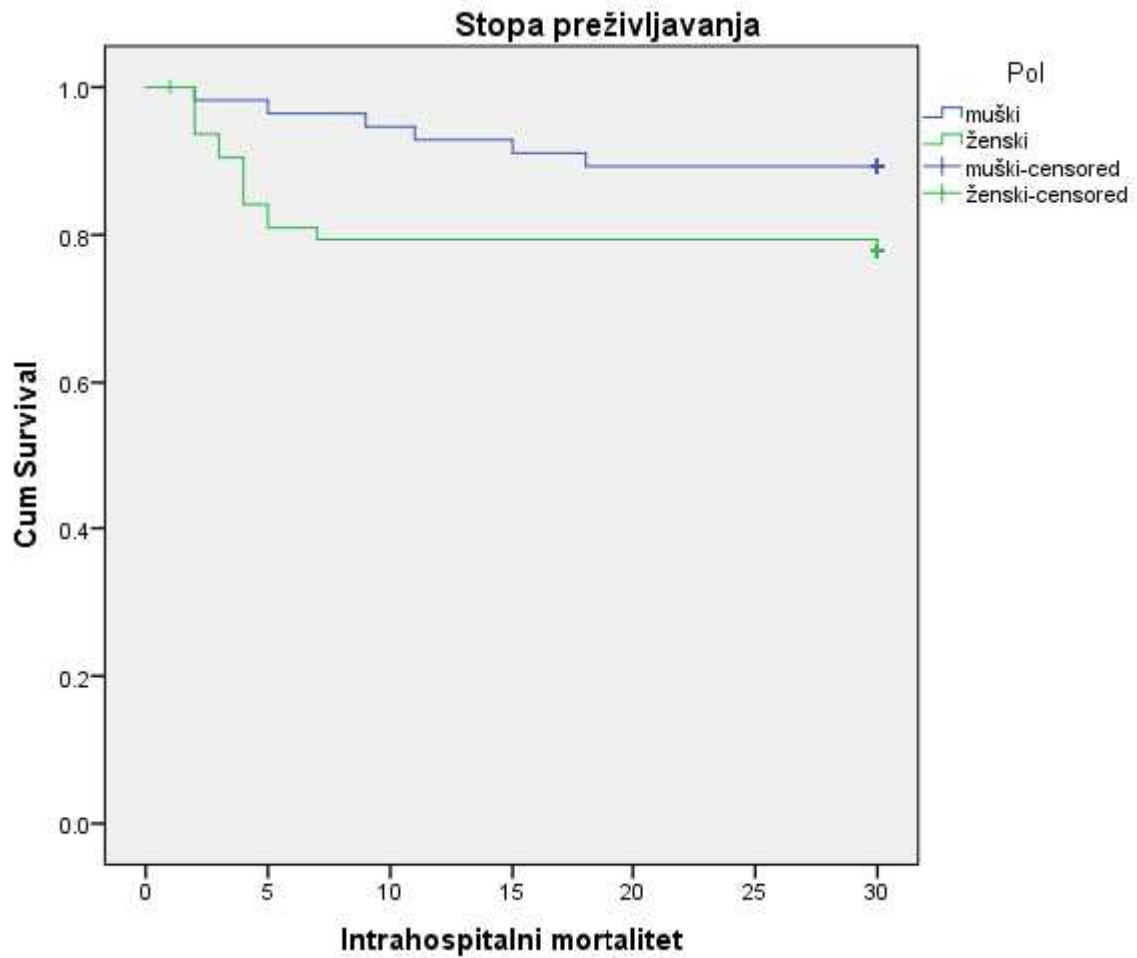 Stopa preživljavanja
Pol
muški
ženski
muški-censored
ženski-censored
Cum Survival
1.0
0.8
0.6
0.4
0.2
0.0
0 5 10 15 20 25 30
Intrahospitalni mortalitet